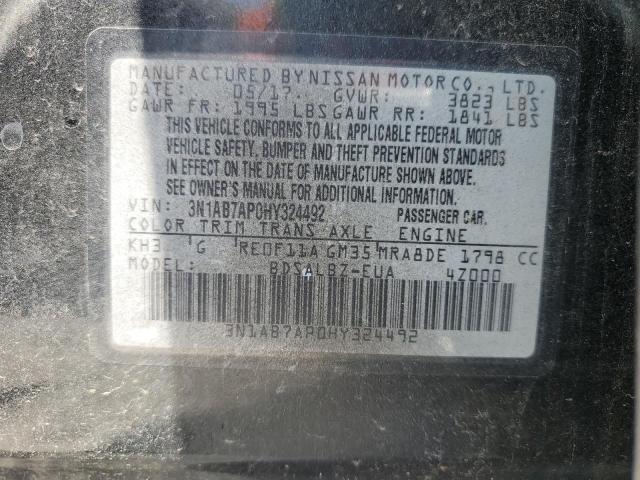 MANUFACTURED BY NISSAN MOTOR CO., LTD.
DATE: 05/17 GVWR: 3823 LBS
GAWR FR: 1995 LBS GAWR RR: 1841 LBS
THIS VEHICLE CONFORMS TO ALL APPLICABLE FEDERAL MOTOR
VEHICLE SAFETY, BUMPER AND THEFT PREVENTION STANDARDS
IN EFFECT ON THE DATE OF MANUFACTURE SHOWN ABOVE.
SEE OWNER'S MANUAL FOR ADDITIONAL INFORMATION.
VIN: 3N1AB7AP0HY324492 PASSENGER CAR.
COLOR TRIM TRANS AXLE ENGINE
KH3 G RE0F11A GM35 MRA8DE 1798 CC
MODEL: BDSALBZ-EUA 4Z000
3N1AB7AP0HY324492